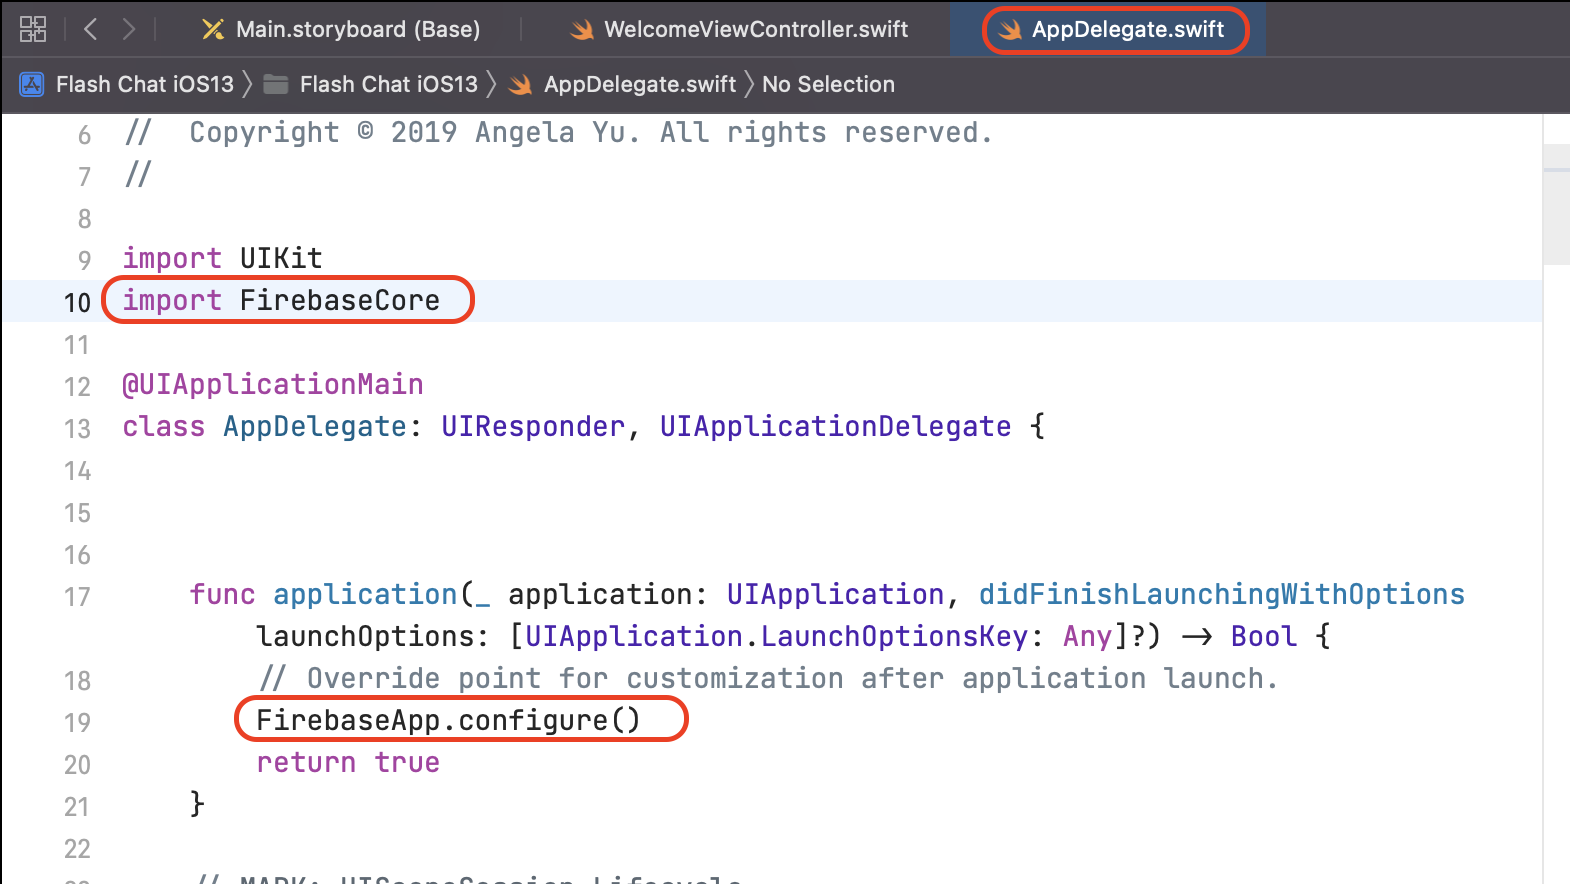 Main.storyboard (Base) WelcomeViewController.swift AppDelegate.swift
Flash Chat iOS13 Flash Chat iOS13 AppDelegate.swift No Selection
6 //  Copyright © 2019 Angela Yu. All rights reserved.
7 //
8
9 import UIKit
10 import FirebaseCore
11
12 @UIApplicationMain
13 class AppDelegate: UIResponder, UIApplicationDelegate {
14
15
16
17     func application(_ application: UIApplication, didFinishLaunchingWithOptions
launchOptions: [UIApplication.LaunchOptionsKey: Any]?) -> Bool {
18         // Override point for customization after application launch.
19         FirebaseApp.configure()
20         return true
21     }
22
// MARK: UISceneSession Lifecycle